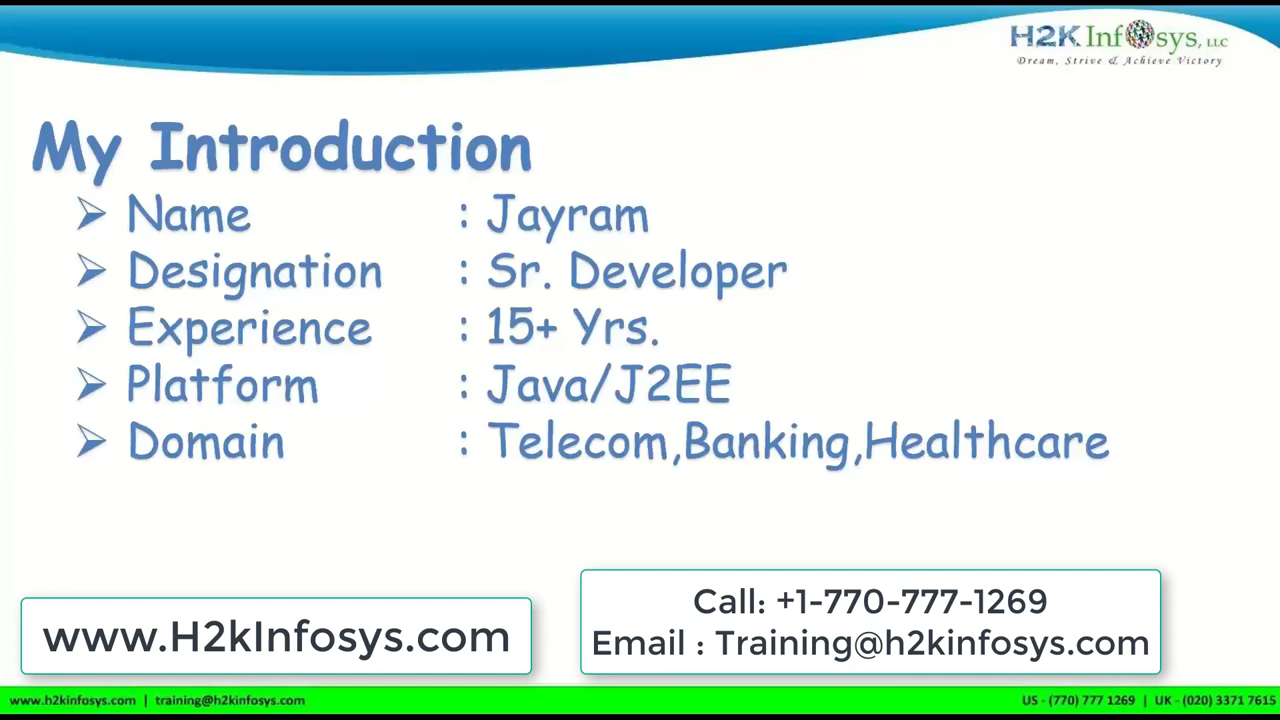 H2K Infosys, LLC
Dream, Strive & Achieve Victory
My Introduction
➢ Name : Jayram
➢ Designation : Sr. Developer
➢ Experience : 15+ Yrs.
➢ Platform : Java/J2EE
➢ Domain : Telecom,Banking,Healthcare
www.H2kInfosys.com
Call: +1-770-777-1269
Email : Training@h2kinfosys.com
www.h2kinfosys.com | training@h2kinfosys.com
US - (770) 777 1269 | UK - (020) 3371 7615